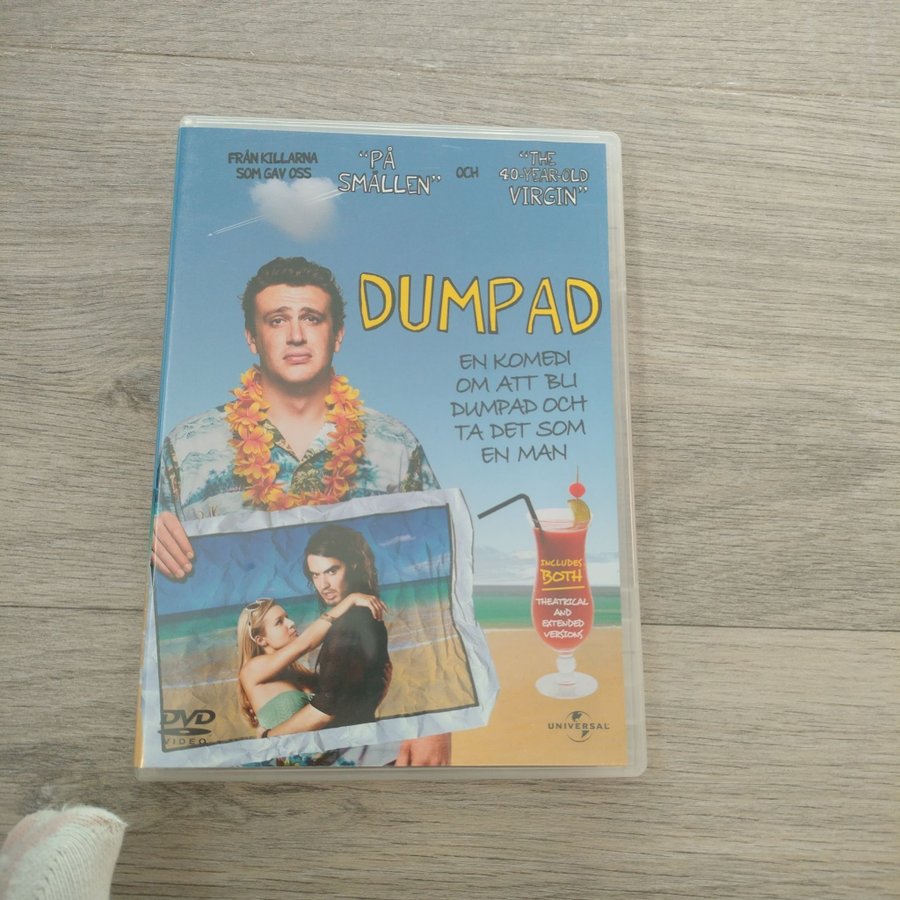 FRÅN KILLARNA
SOM GAV OSS
"PÅ
SMÄLLEN"
OCH
"THE
40-YEAR-OLD
VIRGIN"
DUMPAD
EN KOMEDI
OM ATT BLI
DUMPAD OCH
TA DET SOM
EN MAN
INCLUDES
BOTH
THEATRICAL
AND
EXTENDED
VERSIONS
DVD
VIDEO
UNIVERSAL